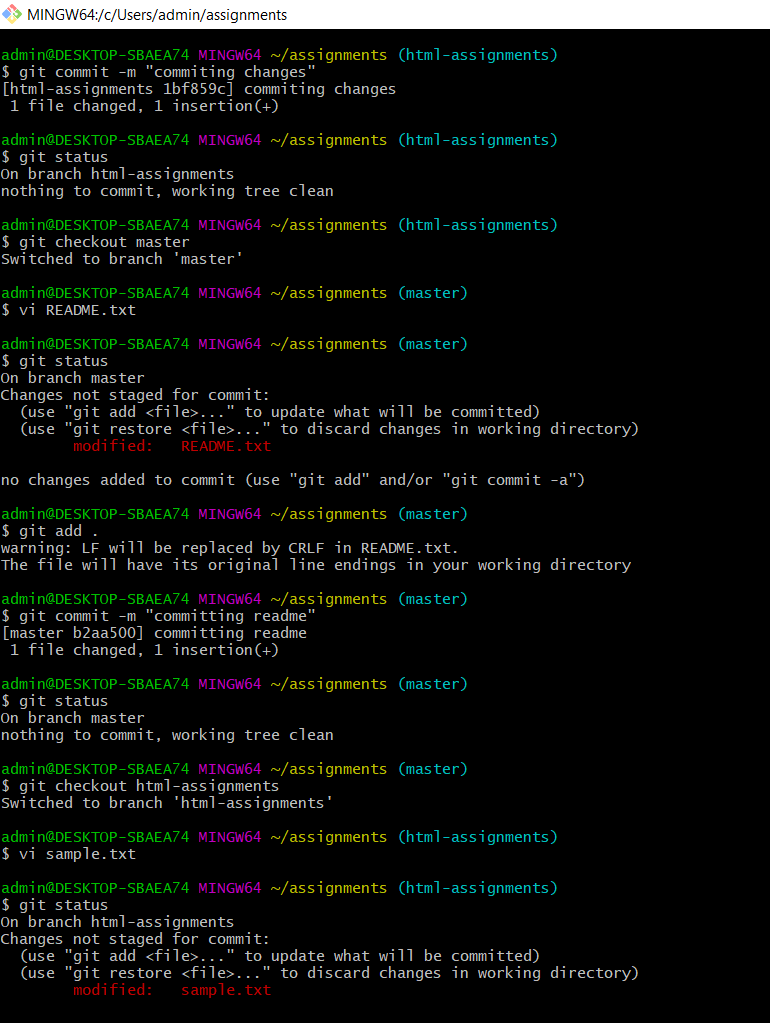 MINGW64:/c/Users/admin/assignments
admin@DESKTOP-SBAEA74 MINGW64 ~/assignments (html-assignments)
$ git commit -m "commiting changes"
[html-assignments 1bf859c] commiting changes
 1 file changed, 1 insertion(+)
admin@DESKTOP-SBAEA74 MINGW64 ~/assignments (html-assignments)
$ git status
On branch html-assignments
nothing to commit, working tree clean
admin@DESKTOP-SBAEA74 MINGW64 ~/assignments (html-assignments)
$ git checkout master
Switched to branch 'master'
admin@DESKTOP-SBAEA74 MINGW64 ~/assignments (master)
$ vi README.txt
admin@DESKTOP-SBAEA74 MINGW64 ~/assignments (master)
$ git status
On branch master
Changes not staged for commit:
  (use "git add <file>..." to update what will be committed)
  (use "git restore <file>..." to discard changes in working directory)
        modified:   README.txt
no changes added to commit (use "git add" and/or "git commit -a")
admin@DESKTOP-SBAEA74 MINGW64 ~/assignments (master)
$ git add .
warning: LF will be replaced by CRLF in README.txt.
The file will have its original line endings in your working directory
admin@DESKTOP-SBAEA74 MINGW64 ~/assignments (master)
$ git commit -m "committing readme"
[master b2aa500] committing readme
 1 file changed, 1 insertion(+)
admin@DESKTOP-SBAEA74 MINGW64 ~/assignments (master)
$ git status
On branch master
nothing to commit, working tree clean
admin@DESKTOP-SBAEA74 MINGW64 ~/assignments (master)
$ git checkout html-assignments
Switched to branch 'html-assignments'
admin@DESKTOP-SBAEA74 MINGW64 ~/assignments (html-assignments)
$ vi sample.txt
admin@DESKTOP-SBAEA74 MINGW64 ~/assignments (html-assignments)
$ git status
On branch html-assignments
Changes not staged for commit:
  (use "git add <file>..." to update what will be committed)
  (use "git restore <file>..." to discard changes in working directory)
        modified:   sample.txt